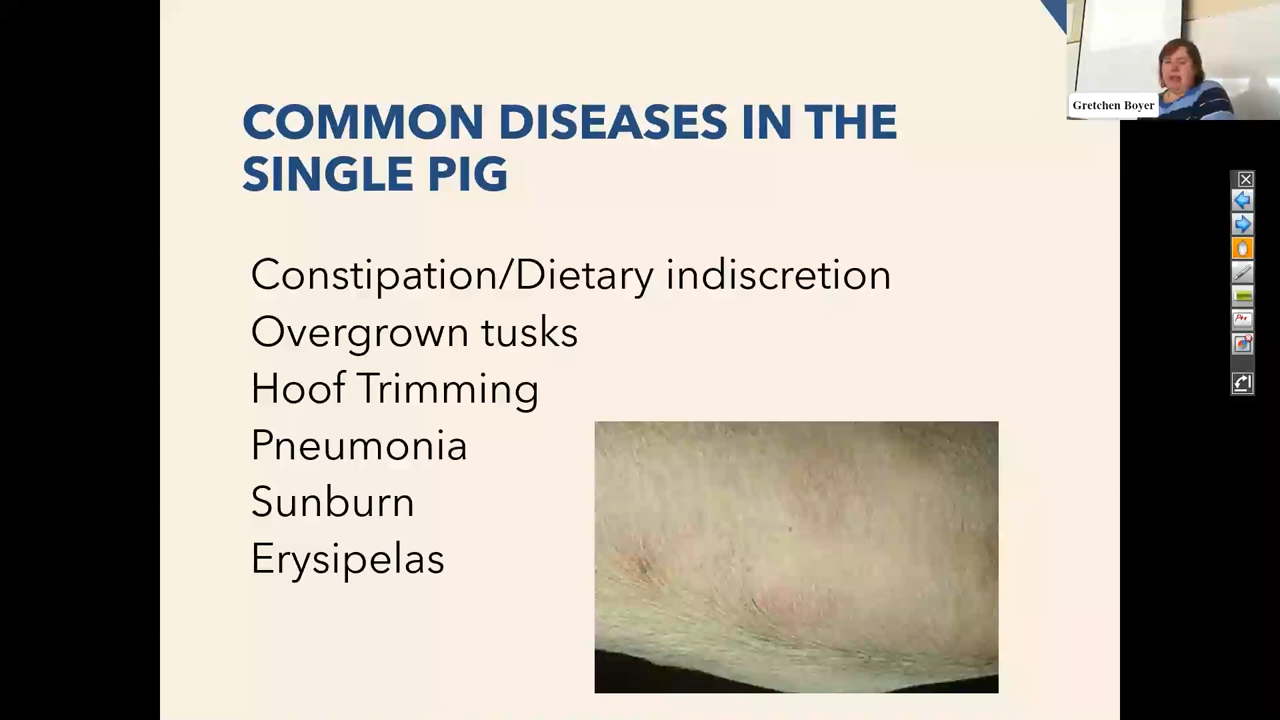 COMMON DISEASES IN THE
SINGLE PIG
Gretchen Boyer
Constipation/Dietary indiscretion
Overgrown tusks
Hoof Trimming
Pneumonia
Sunburn
Erysipelas